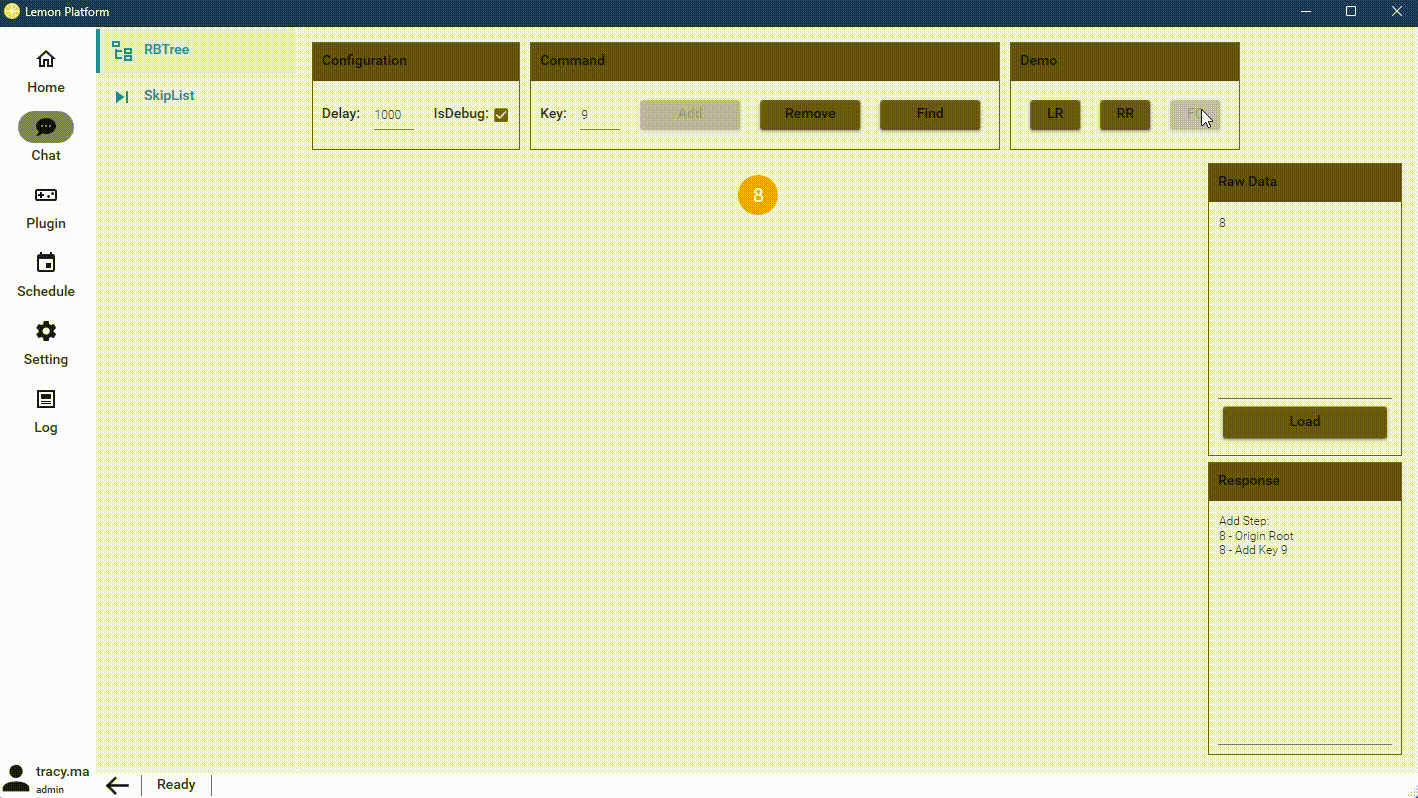 Lemon Platform
Home
Chat
Plugin
Schedule
Setting
Log
tracy.ma
admin
RBTree
SkipList
Configuration
Delay: 1000 IsDebug:
Command
Key: 9 Add Remove Find
Demo
LR RR
8
Raw Data
8
Load
Response
Add Step:
8 - Origin Root
8 - Add Key 9
Ready